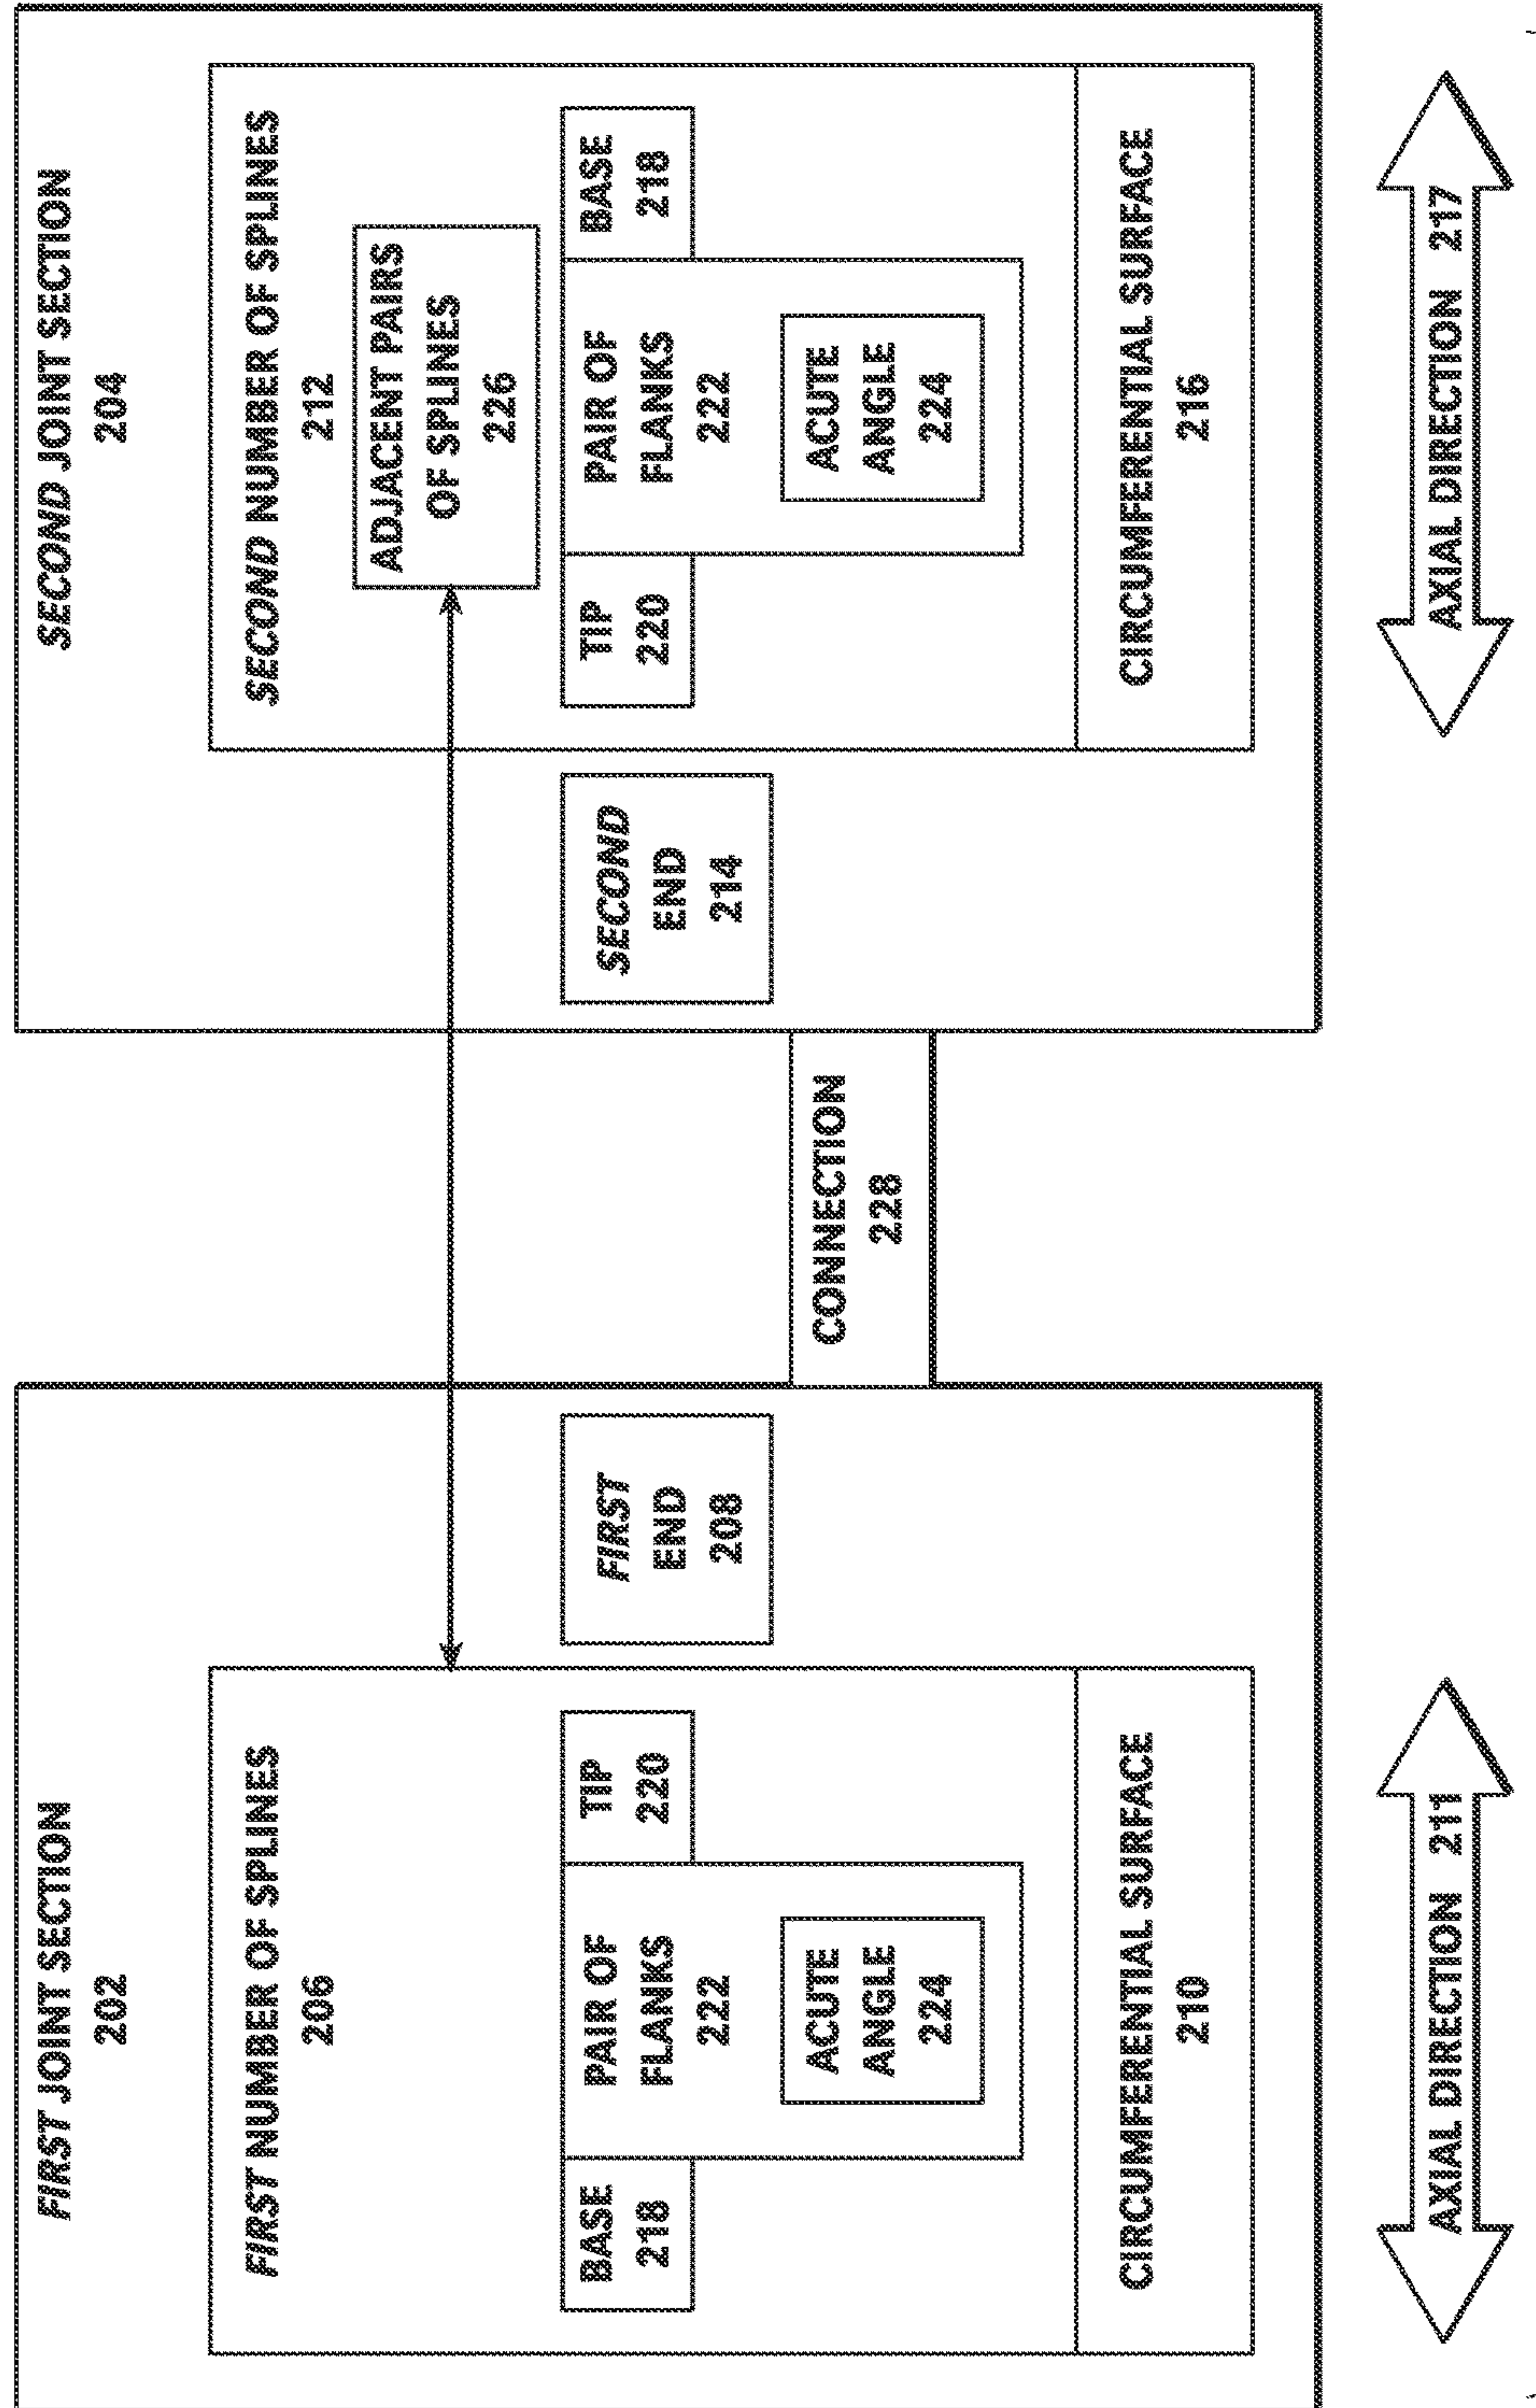 FIRST JOINT SECTION
202
FIRST NUMBER OF SPLINES
206
BASE
218
PAIR OF
FLANKS
222
ACUTE
ANGLE
224
TIP
220
CIRCUMFERENTIAL SURFACE
210
FIRST
END
208
AXIAL DIRECTION 211
CONNECTION
228
SECOND JOINT SECTION
204
SECOND NUMBER OF SPLINES
212
ADJACENT PAIRS
OF SPLINES
226
SECOND
END
214
TIP
220
PAIR OF
FLANKS
222
ACUTE
ANGLE
224
BASE
218
CIRCUMFERENTIAL SURFACE
216
AXIAL DIRECTION 217